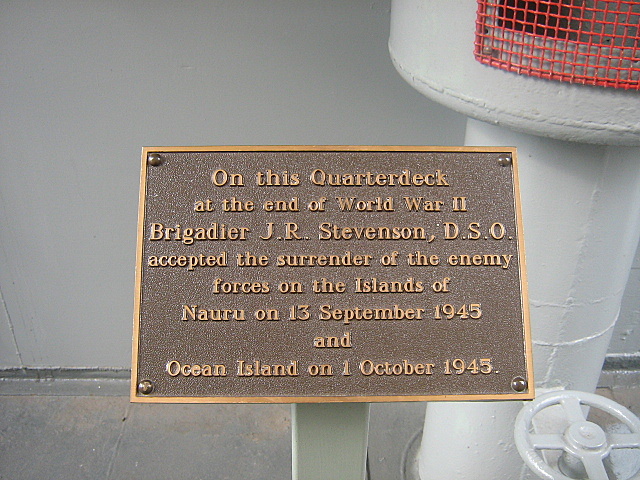 On this Quarterdeck
at the end of World War II
Brigadier J.R. Stevenson, D.S.O.
accepted the surrender of the enemy
forces on the Islands of
Nauru on 13 September 1945
and
Ocean Island on 1 October 1945.